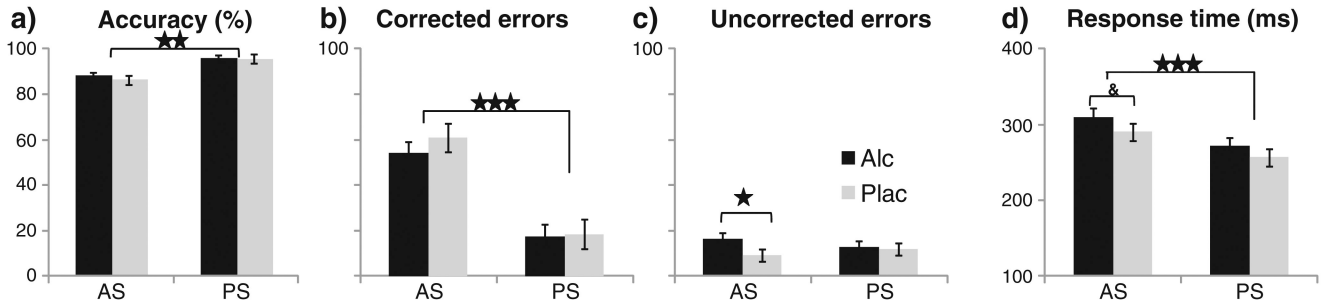 a) Accuracy (%)
100
80
60
40
20
0
AS PS
b) Corrected errors
100
AS PS
c) Uncorrected errors
100
Alc
Plac
AS PS
d) Response time (ms)
400
300
200
100
&
AS PS